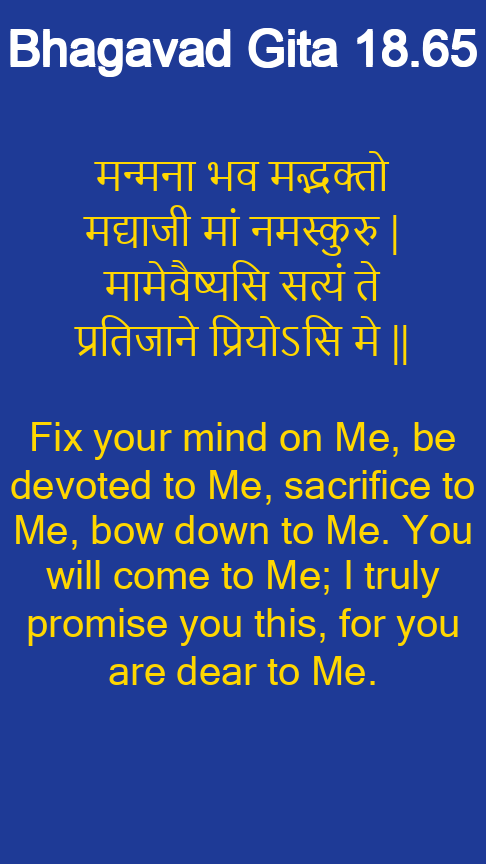 Bhagavad Gita 18.65
मन्मना भव मद्भक्तो
मद्याजी मां नमस्कुरु |
मामेवैष्यसि सत्यं ते
प्रतिजाने प्रियोऽसि मे ||
Fix your mind on Me, be
devoted to Me, sacrifice to
Me, bow down to Me. You
will come to Me; I truly
promise you this, for you
are dear to Me.